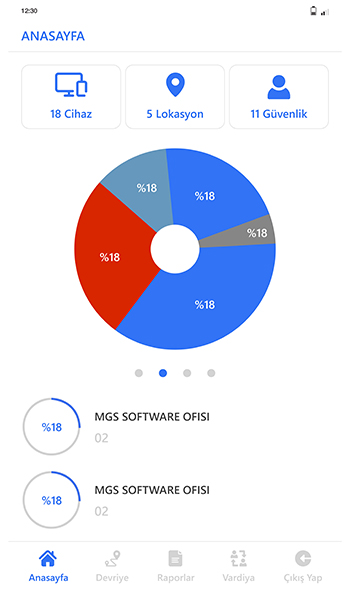 12:30
ANASAYFA
18 Cihaz
5 Lokasyon
11 Güvenlik
%18
%18
%18
%18
%18
%18
MGS SOFTWARE OFISI
02
%18
MGS SOFTWARE OFISI
02
Anasayfa
Devriye
Raporlar
Vardiya
Çıkış Yap